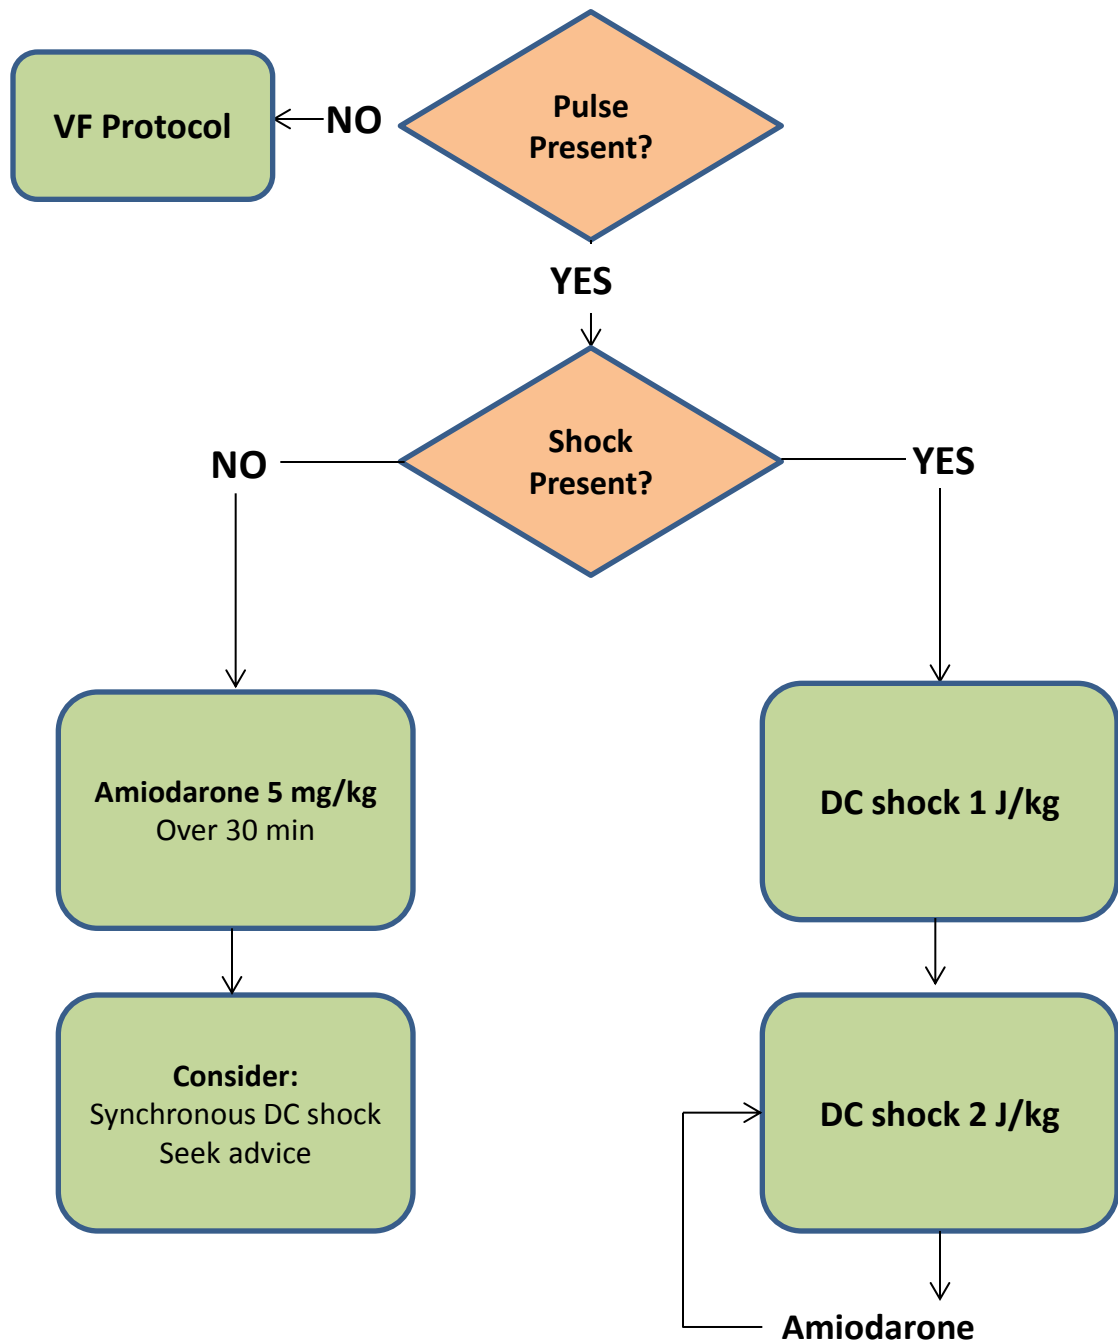 Pulse
Present?
NO
VF Protocol
YES
Shock
Present?
NO
YES
Amiodarone 5 mg/kg
Over 30 min
DC shock 1 J/kg
Consider:
Synchronous DC shock
Seek advice
DC shock 2 J/kg
Amiodarone